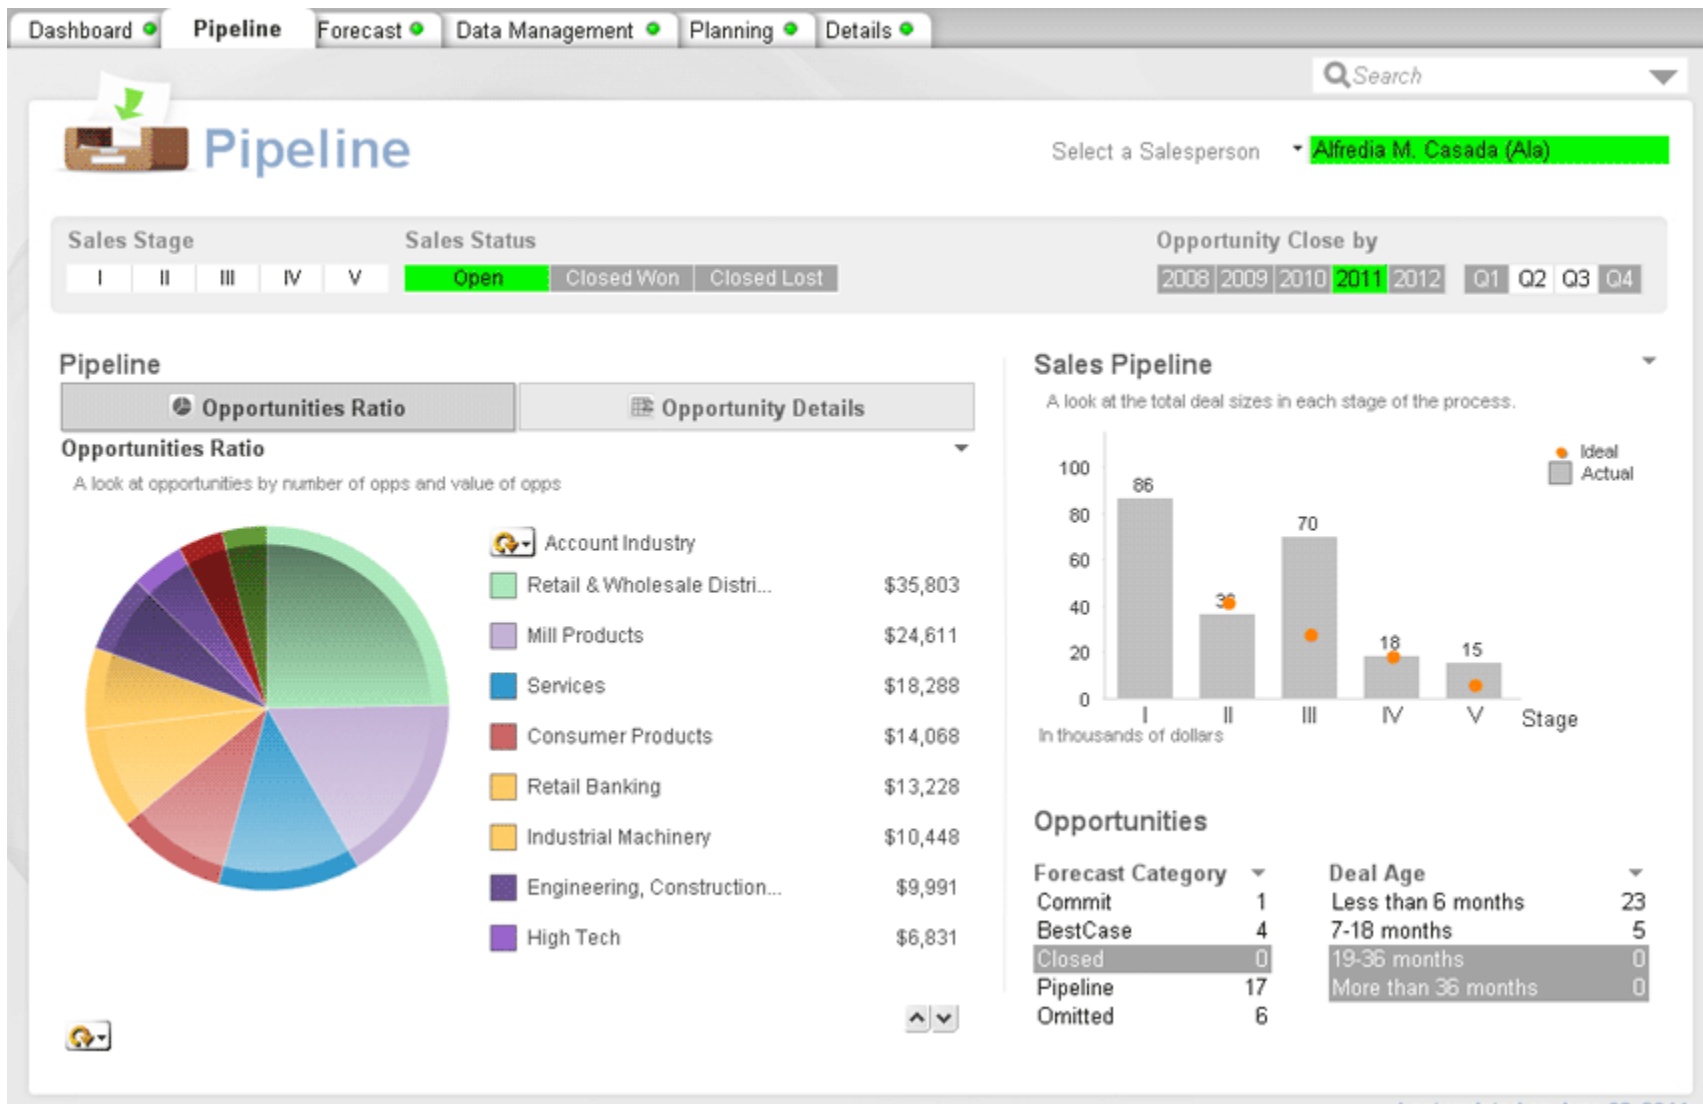 Dashboard Pipeline Forecast Data Management Planning Details
Search
Pipeline
Select a Salesperson Alfredia M. Casada (Ala)
Sales Stage Sales Status Opportunity Close by
I II III IV V Open Closed Won Closed Lost 2008 2009 2010 2011 2012 Q1 Q2 Q3 Q4
Pipeline
Opportunities Ratio Opportunity Details
Opportunities Ratio
A look at opportunities by number of opps and value of opps
Account Industry
Retail & Wholesale Distri... $35,803
Mill Products $24,611
Services $18,288
Consumer Products $14,068
Retail Banking $13,228
Industrial Machinery $10,448
Engineering, Construction... $9,991
High Tech $6,831
Sales Pipeline
A look at the total deal sizes in each stage of the process.
Ideal
Actual
100
80
60
40
20
0
86
36
70
18
15
I II III IV V Stage
In thousands of dollars
Opportunities
Forecast Category
Commit 1
BestCase 4
Closed 0
Pipeline 17
Omitted 6
Deal Age
Less than 6 months 23
7-18 months 5
19-36 months 0
More than 36 months 0